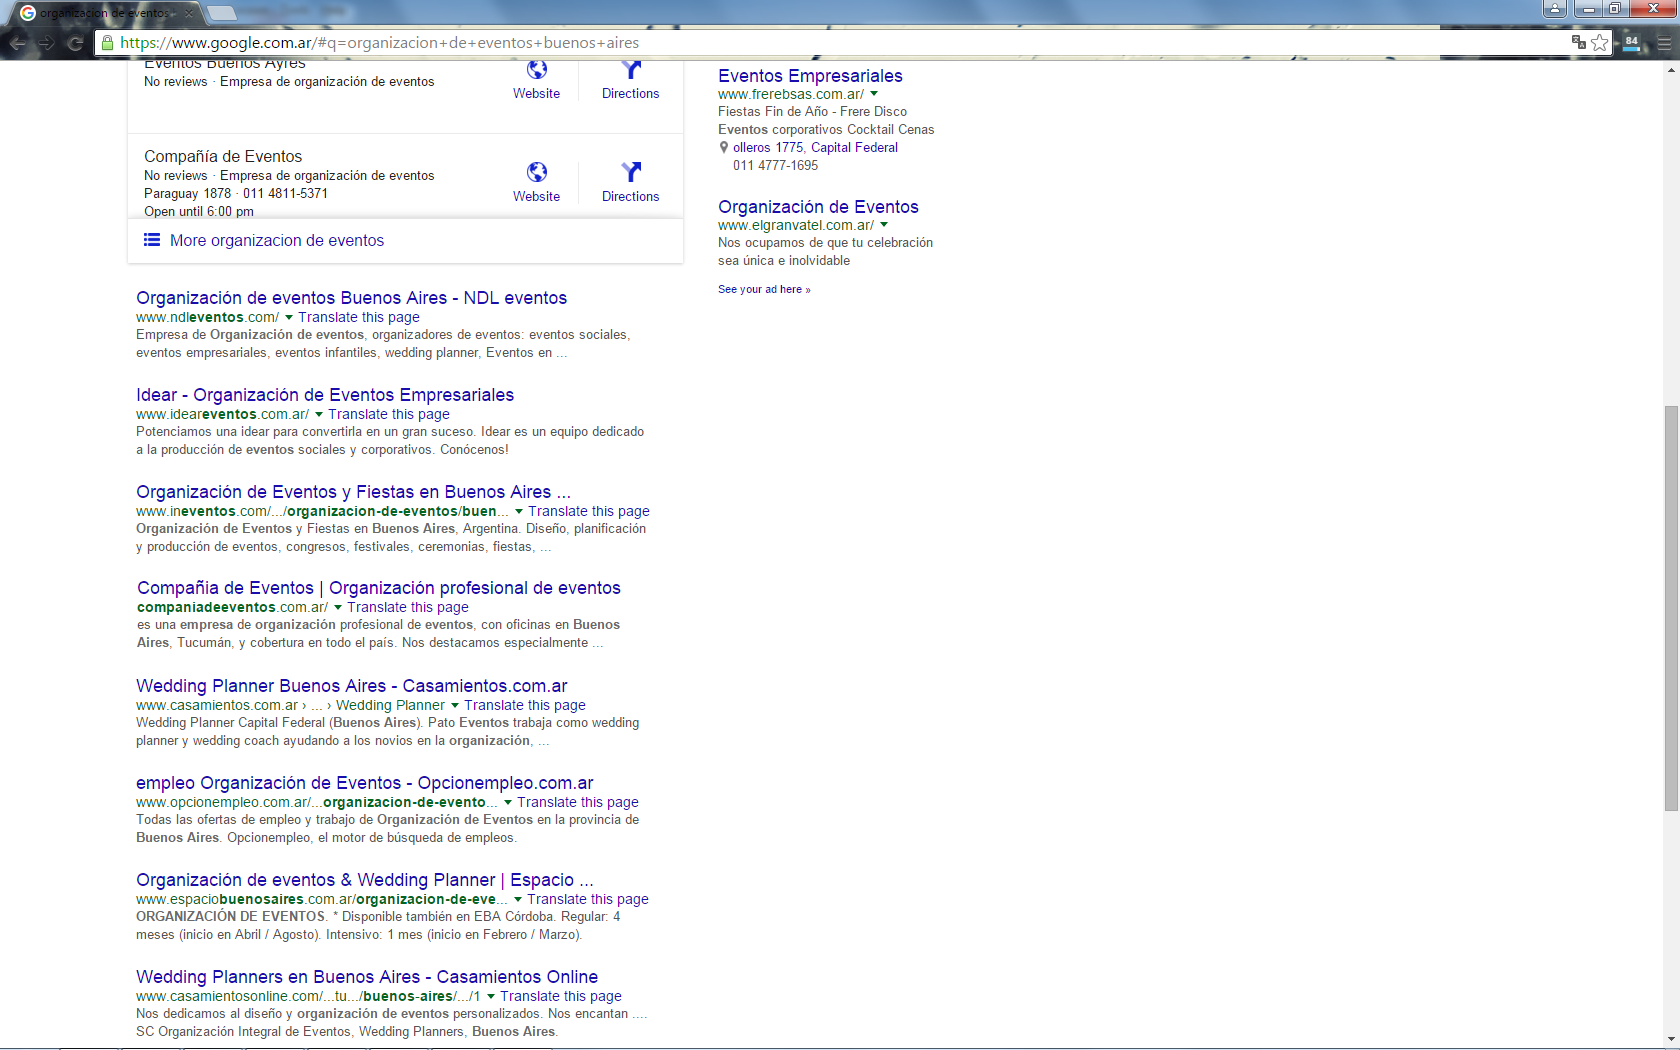 organizacion de eventos
https://www.google.com.ar/#q=organizacion+de+eventos+buenos+aires
84
Eventos Buenos Ayres
No reviews · Empresa de organización de eventos
Website
Directions
Compañía de Eventos
No reviews · Empresa de organización de eventos
Paraguay 1878 · 011 4811-5371
Open until 6:00 pm
Website
Directions
More organizacion de eventos
Organización de eventos Buenos Aires - NDL eventos
www.ndleventos.com/ Translate this page
Empresa de Organización de eventos, organizadores de eventos: eventos sociales,
eventos empresariales, eventos infantiles, wedding planner, Eventos en ...
Idear - Organización de Eventos Empresariales
www.ideareventos.com.ar/ Translate this page
Potenciamos una idear para convertirla en un gran suceso. Idear es un equipo dedicado
a la producción de eventos sociales y corporativos. Conócenos!
Organización de Eventos y Fiestas en Buenos Aires ...
www.ineventos.com/.../organizacion-de-eventos/buen... Translate this page
Organización de Eventos y Fiestas en Buenos Aires, Argentina. Diseño, planificación
y producción de eventos, congresos, festivales, ceremonias, fiestas, ...
Compañia de Eventos | Organización profesional de eventos
companiadeeventos.com.ar/ Translate this page
es una empresa de organización profesional de eventos, con oficinas en Buenos
Aires, Tucumán, y cobertura en todo el país. Nos destacamos especialmente ...
Wedding Planner Buenos Aires - Casamientos.com.ar
www.casamientos.com.ar › ... › Wedding Planner Translate this page
Wedding Planner Capital Federal (Buenos Aires). Pato Eventos trabaja como wedding
planner y wedding coach ayudando a los novios en la organización, ...
empleo Organización de Eventos - Opcionempleo.com.ar
www.opcionempleo.com.ar/...organizacion-de-evento... Translate this page
Todas las ofertas de empleo y trabajo de Organización de Eventos en la provincia de
Buenos Aires. Opcionempleo, el motor de búsqueda de empleos.
Organización de eventos & Wedding Planner | Espacio ...
www.espaciobuenosaires.com.ar/organizacion-de-eve... Translate this page
ORGANIZACIÓN DE EVENTOS. * Disponible también en EBA Córdoba. Regular: 4
meses (inicio en Abril / Agosto). Intensivo: 1 mes (inicio en Febrero / Marzo).
Wedding Planners en Buenos Aires - Casamientos Online
www.casamientosonline.com/...tu.../buenos-aires/.../1 Translate this page
Nos dedicamos al diseño y organización de eventos personalizados. Nos encantan ....
SC Organización Integral de Eventos, Wedding Planners, Buenos Aires.
Eventos Empresariales
www.frerebsas.com.ar/
Fiestas Fin de Año - Frere Disco
Eventos corporativos Cocktail Cenas
olleros 1775, Capital Federal
011 4777-1695
Organización de Eventos
www.elgranvatel.com.ar/
Nos ocupamos de que tu celebración
sea única e inolvidable
See your ad here »